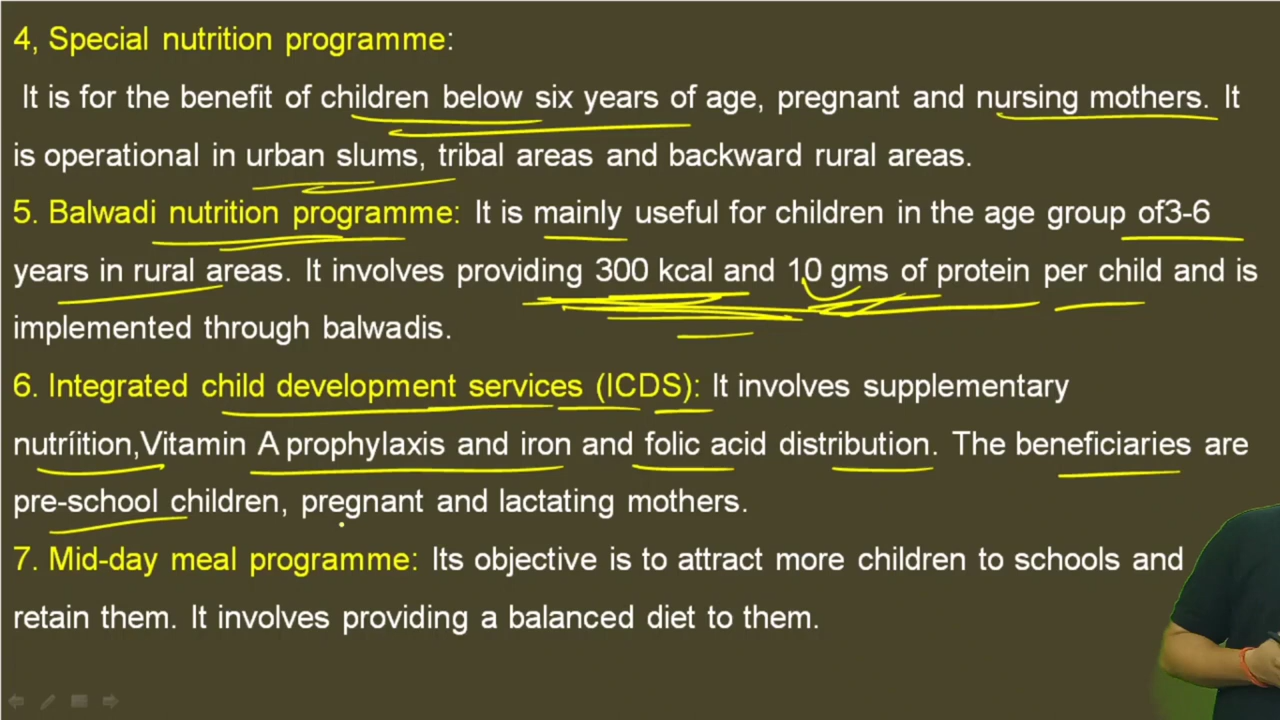 4, Special nutrition programme:
It is for the benefit of children below six years of age, pregnant and nursing mothers. It
is operational in urban slums, tribal areas and backward rural areas.
5. Balwadi nutrition programme: It is mainly useful for children in the age group of3-6
years in rural areas. It involves providing 300 kcal and 10 gms of protein per child and is
implemented through balwadis.
6. Integrated child development services (ICDS): It involves supplementary
nutríition,Vitamin A prophylaxis and iron and folic acid distribution. The beneficiaries are
pre-school children, pregnant and lactating mothers.
7. Mid-day meal programme: Its objective is to attract more children to schools and
retain them. It involves providing a balanced diet to them.